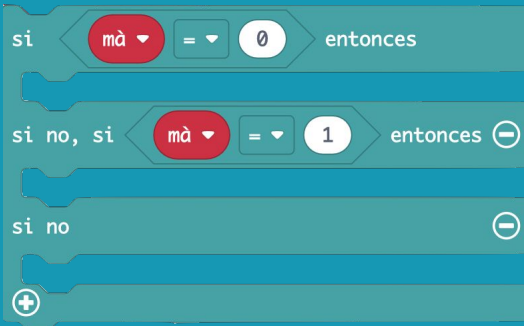 si mà = 0 entonces
si no, si mà = 1 entonces
si no